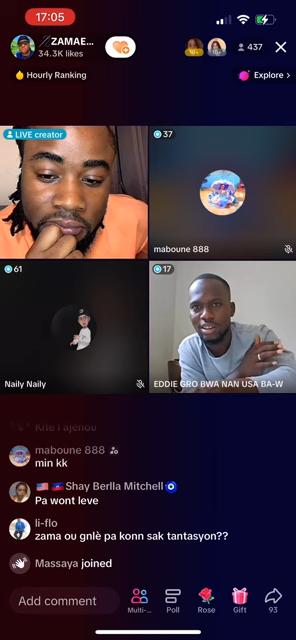 17:05
ZAMAE...
34.3K likes
437
Hourly Ranking
Explore >
LIVE creator
37
maboune 888
61
Naily Naily
17
EDDIE GRO BWA NAN USA BA-W
maboune 888
min kk
Shay Berlla Mitchell
Pa wont leve
li-flo
zama ou gnlè pa konn sak tantasyon??
Massaya joined
Add comment
Multi-...
Poll
Rose
Gift
93